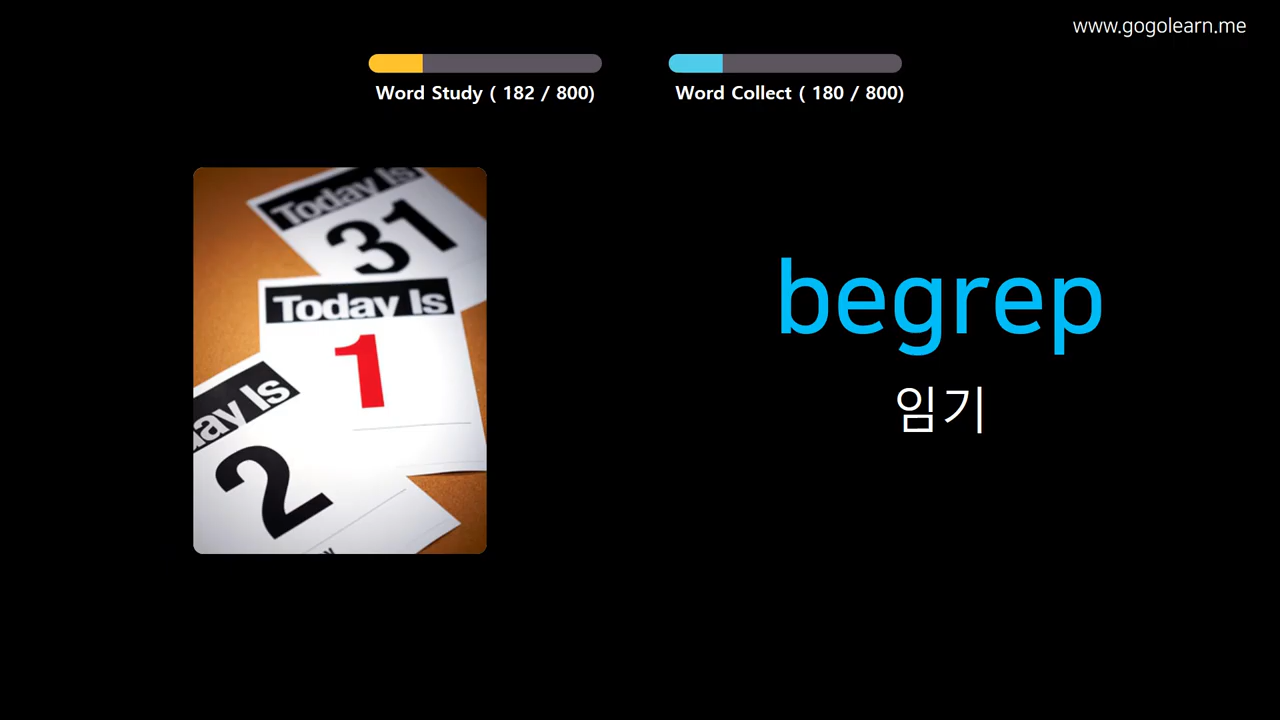 www.gogolearn.me
Word Study ( 182 / 800)
Word Collect ( 180 / 800)
Today Is
31
Today Is
1
ay Is
2
begrep
임기